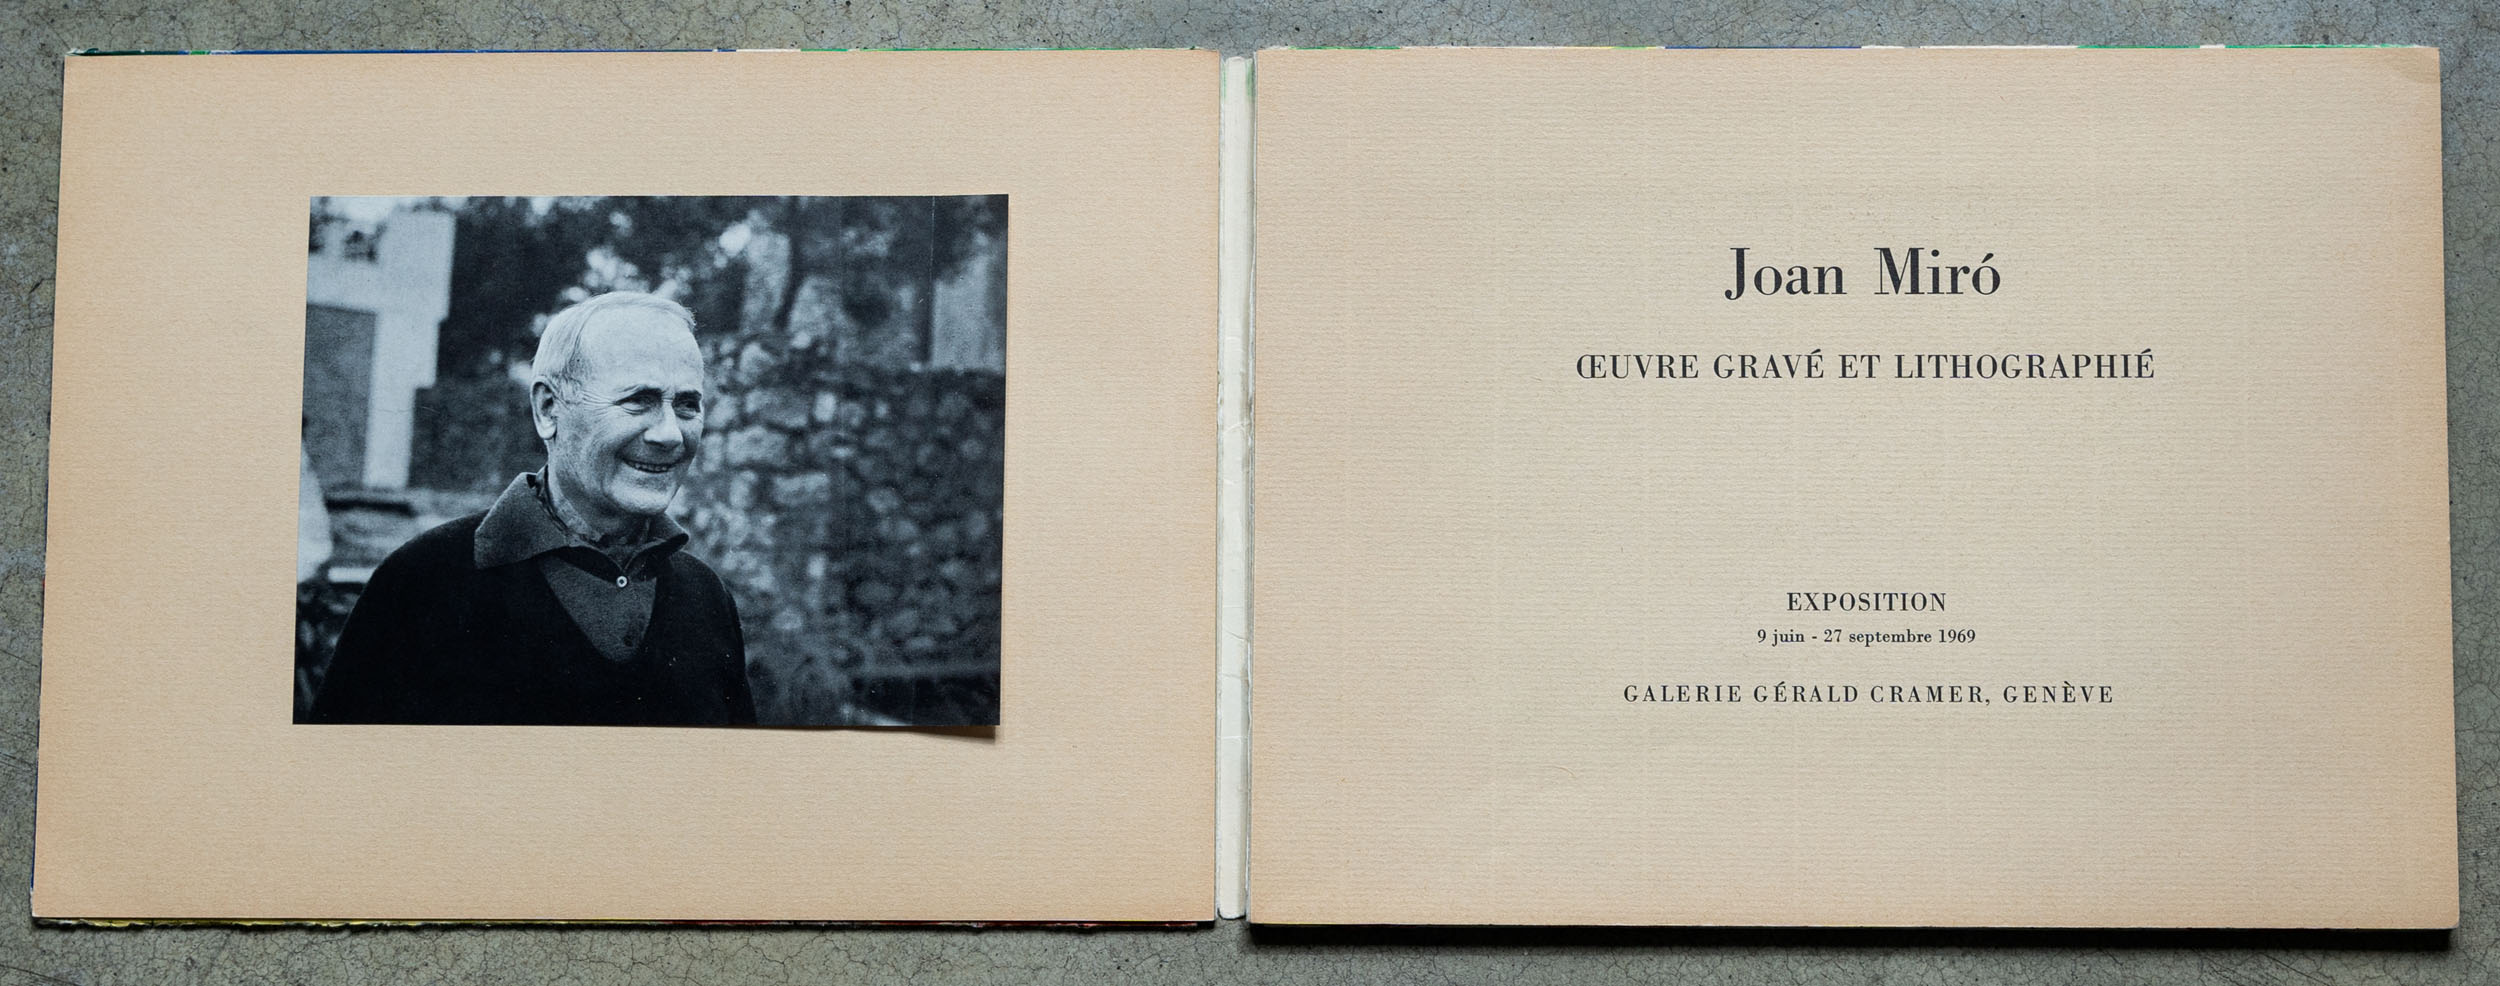 Joan Miró
ŒUVRE GRAVÉ ET LITHOGRAPHIÉ
EXPOSITION
9 juin - 27 septembre 1969
GALERIE GÉRALD CRAMER, GENÈVE